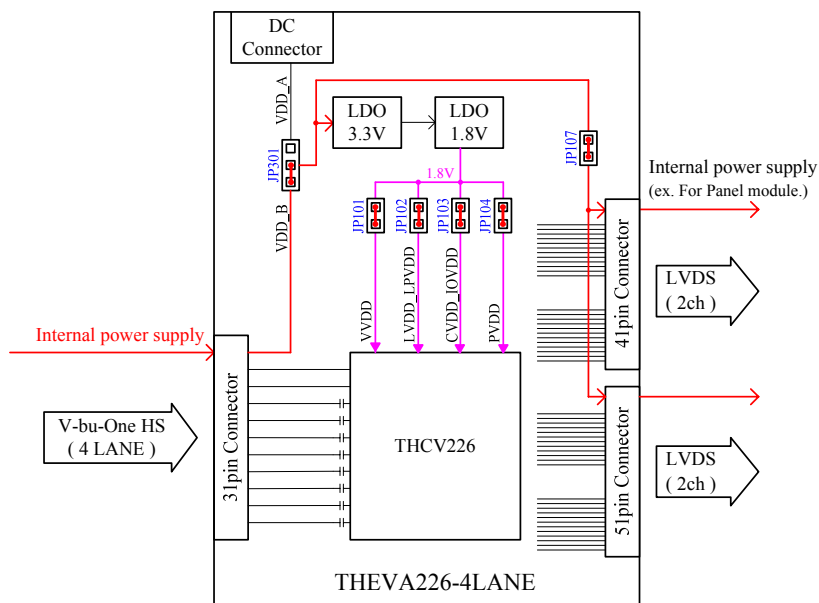 DC
Connector
VDD_A
LDO
3.3V
LDO
1.8V
JP301
JP107
1.8V
VDD_B
JP101
JP102
JP103
JP104
Internal power supply
(ex. For Panel module.)
VVDD
LVDD_LPVDD
CVDD_IOVDD
PVDD
LVDS
( 2ch )
41pin Connector
Internal power supply
V-bu-One HS
( 4 LANE )
31pin Connector
THCV226
51pin Connector
LVDS
( 2ch )
THEVA226-4LANE